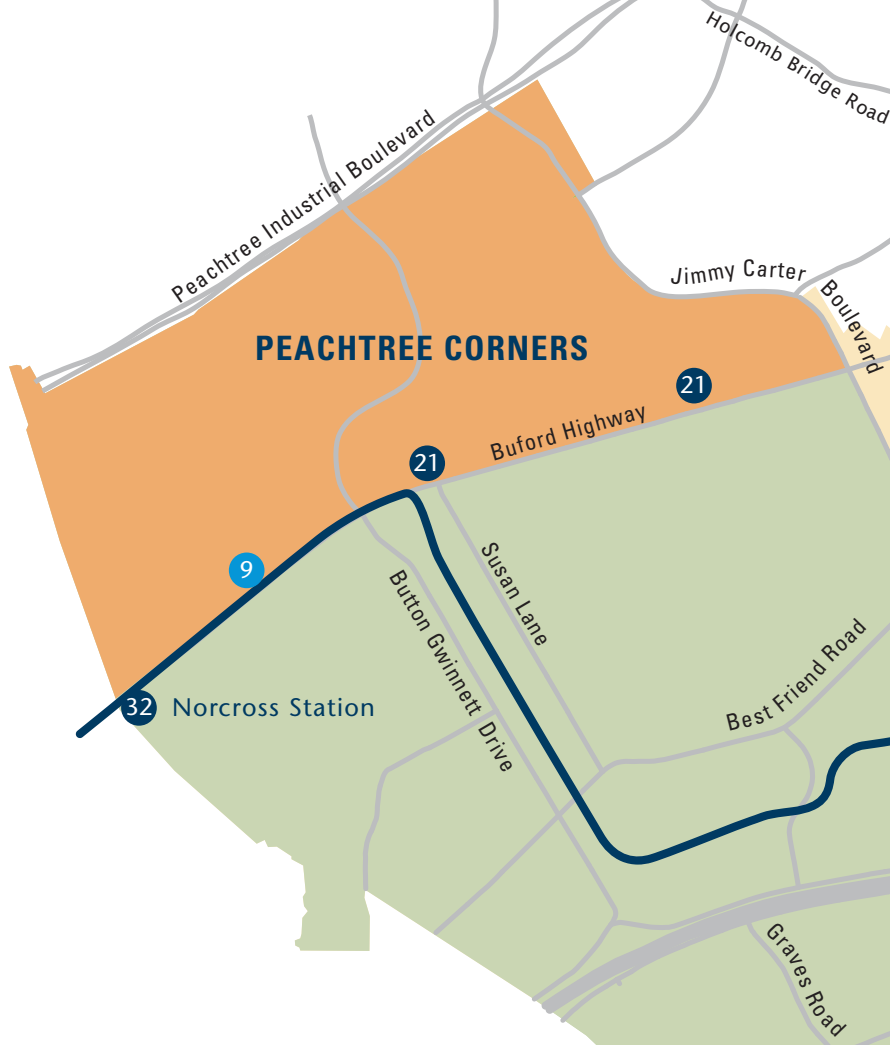 Holcomb Bridge Road
Peachtree Industrial Boulevard
Jimmy Carter
Boulevard
PEACHTREE CORNERS
21
Buford Highway
21
9
Susan Lane
Button Gwinnett Drive
Best Friend Road
32 Norcross Station
Graves Road